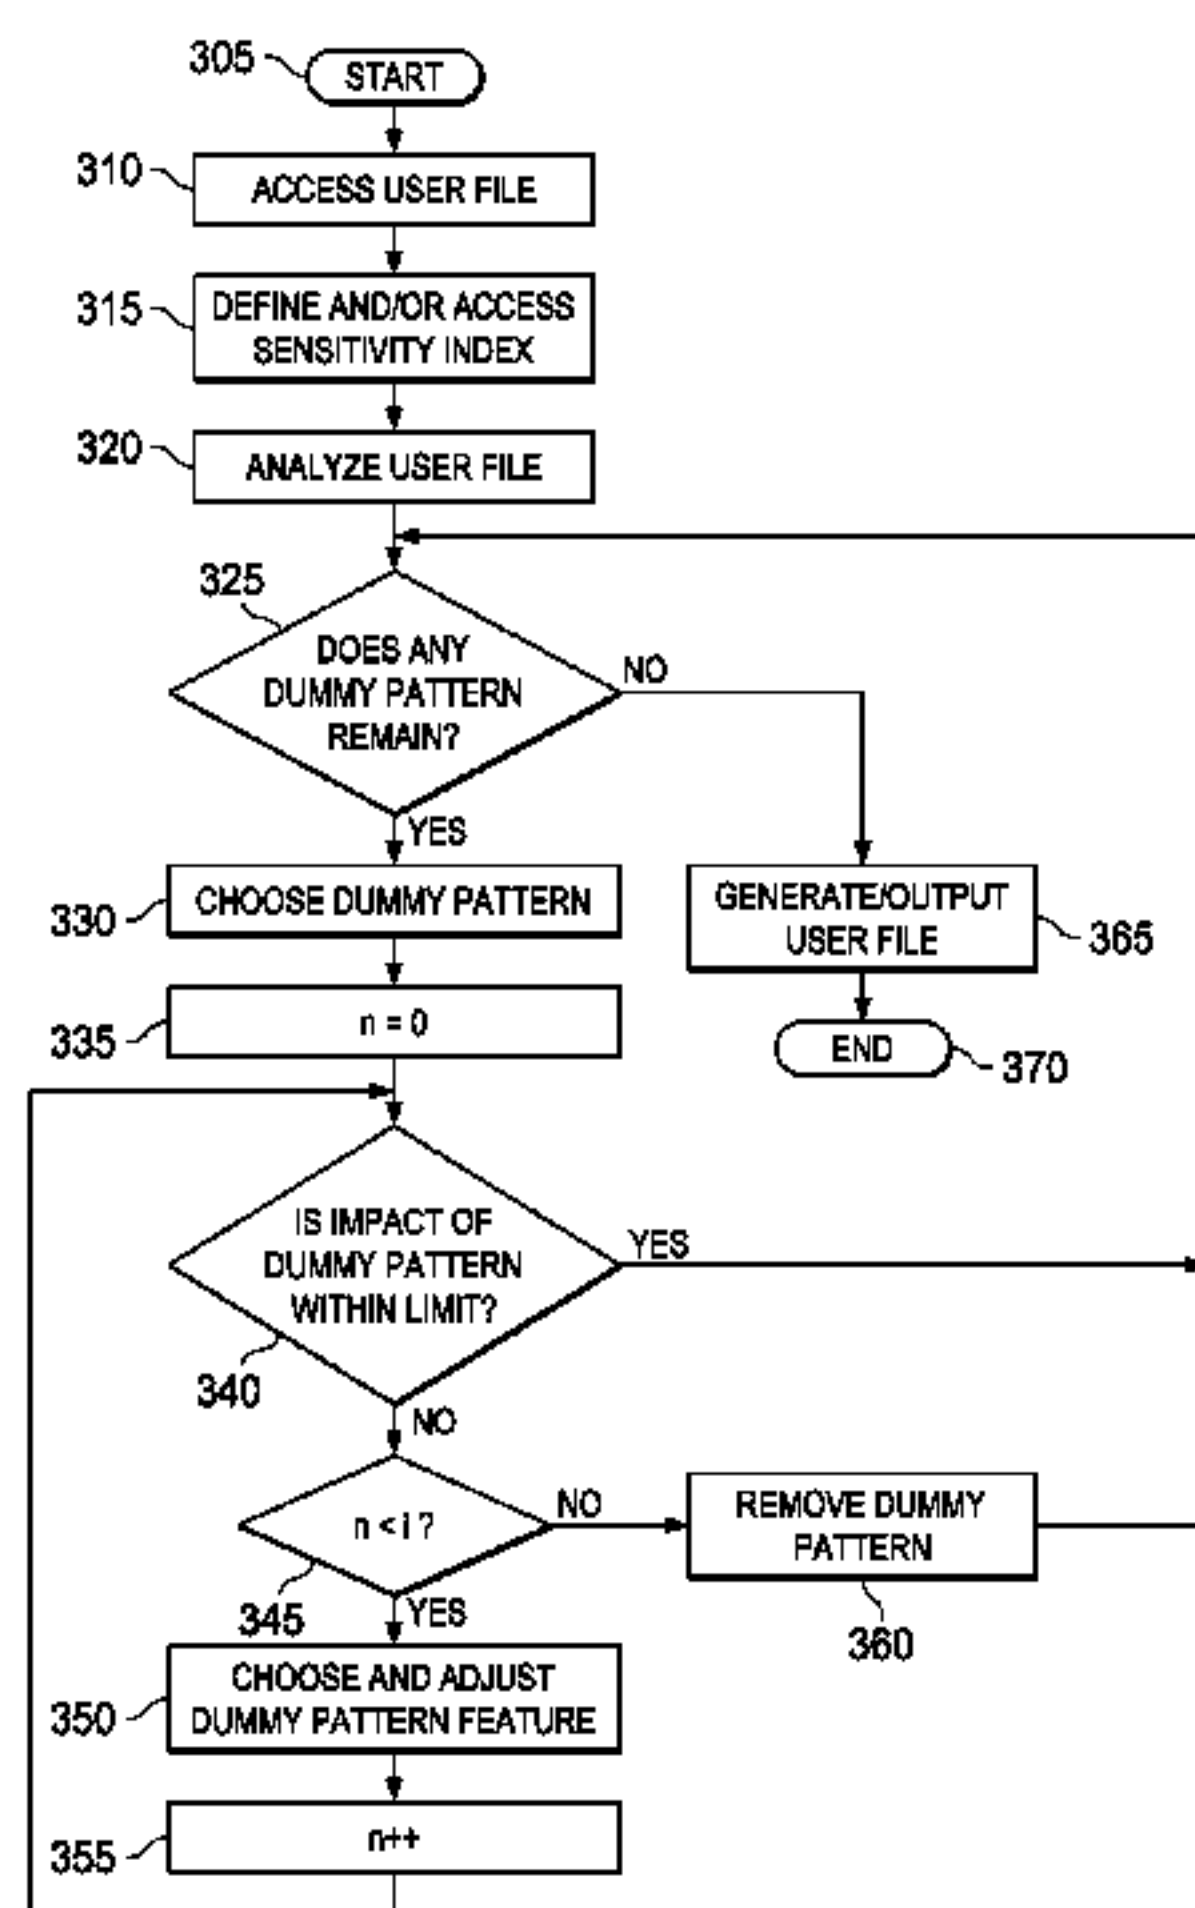 305
START
310
ACCESS USER FILE
315
DEFINE AND/OR ACCESS
SENSITIVITY INDEX
320
ANALYZE USER FILE
325
DOES ANY
DUMMY PATTERN
REMAIN?
NO
YES
330
CHOOSE DUMMY PATTERN
GENERATE/OUTPUT
USER FILE
365
335
n = 0
END
370
IS IMPACT OF
DUMMY PATTERN
WITHIN LIMIT?
YES
340
NO
n < i ?
NO
REMOVE DUMMY
PATTERN
345
YES
360
350
CHOOSE AND ADJUST
DUMMY PATTERN FEATURE
355
n++